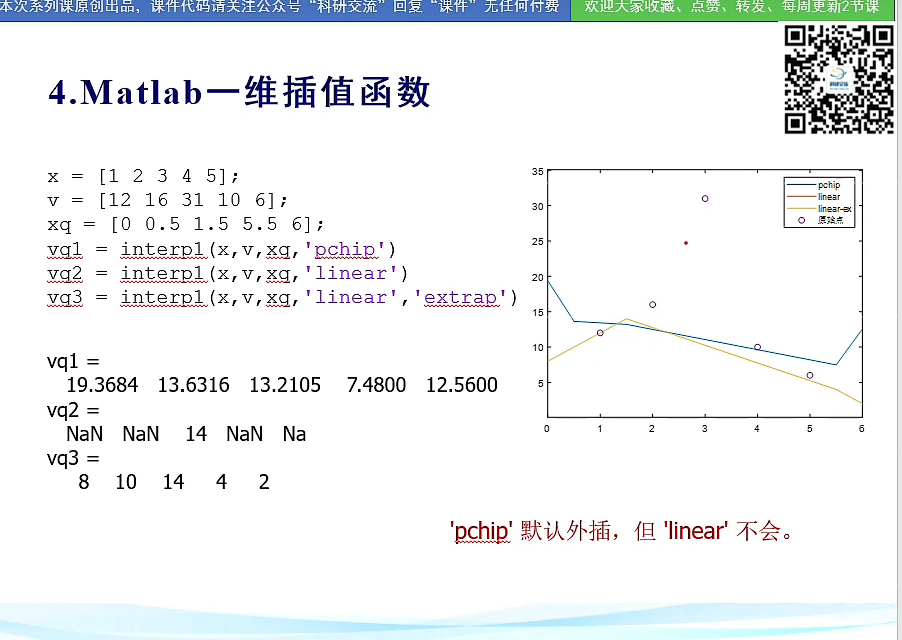 本次系列课原创出品，课件代码请关注公众号“科研交流”回复“课件”无任何付费
欢迎大家收藏、点赞、转发、每周更新2节课
4.Matlab一维插值函数
x = [1 2 3 4 5];
v = [12 16 31 10 6];
xq = [0 0.5 1.5 5.5 6];
vq1 = interp1(x,v,xq,'pchip')
vq2 = interp1(x,v,xq,'linear')
vq3 = interp1(x,v,xq,'linear','extrap')
vq1 =
19.3684 13.6316 13.2105 7.4800 12.5600
vq2 =
NaN NaN 14 NaN Na
vq3 =
8 10 14 4 2
35
30
25
20
15
10
5
0 1 2 3 4 5 6
pchip
linear
linear-ex
原始点
'pchip' 默认外插，但 'linear' 不会。